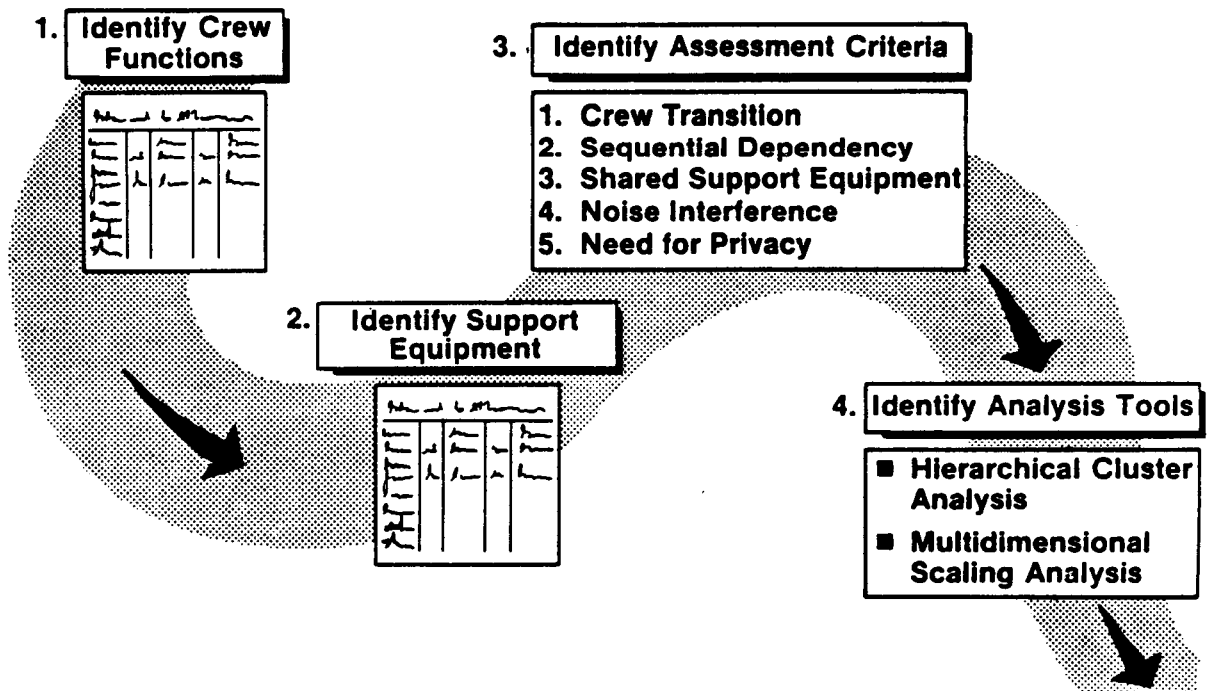 1. Identify Crew
Functions
2. Identify Support
Equipment
3. Identify Assessment Criteria
1. Crew Transition
2. Sequential Dependency
3. Shared Support Equipment
4. Noise Interference
5. Need for Privacy
4. Identify Analysis Tools
■ Hierarchical Cluster
Analysis
■ Multidimensional
Scaling Analysis